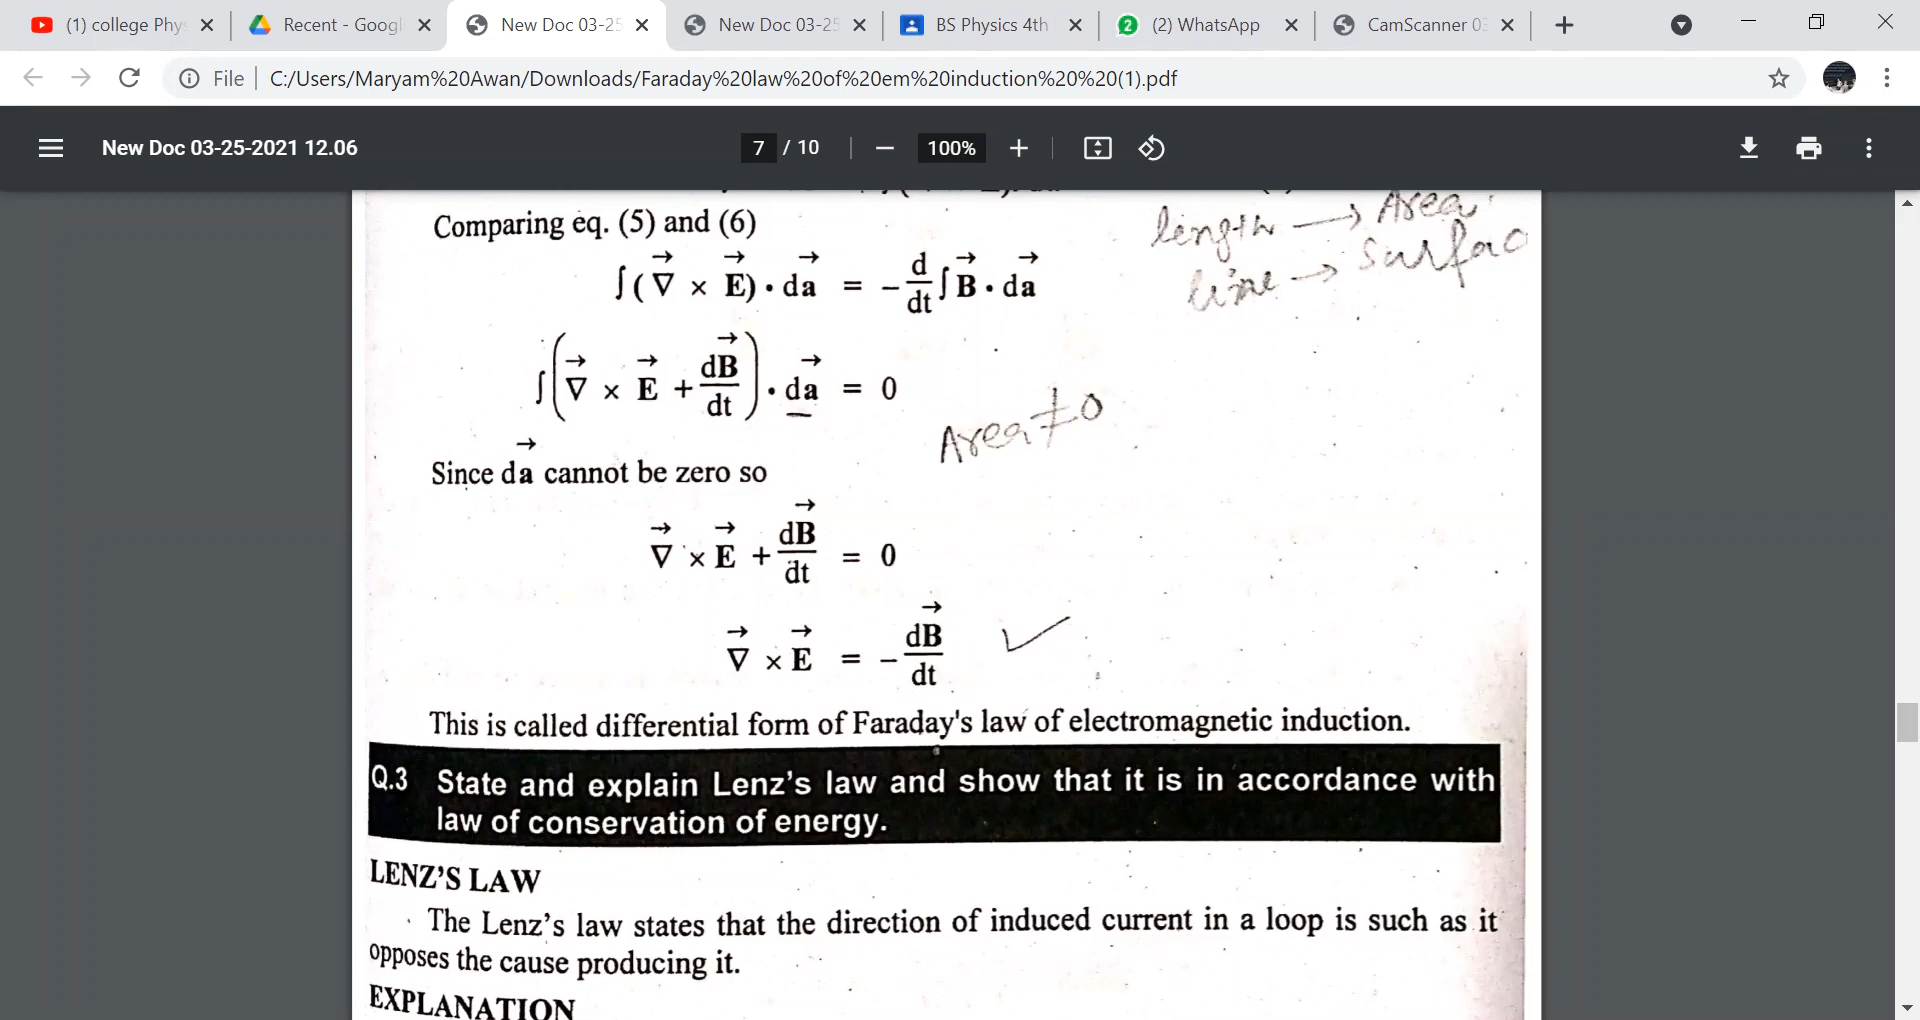 (1) college Phys
Recent - Googl
New Doc 03-25
New Doc 03-25
BS Physics 4th
(2) WhatsApp
CamScanner 03
File
C:/Users/Maryam%20Awan/Downloads/Faraday%20law%20of%20em%20induction%20%20(1).pdf
New Doc 03-25-2021 12.06
7 / 10
100%
Comparing eq. (5) and (6)
length → Area
line → Surfac
∫(∇⃗ × E⃗) · da⃗ = - d/dt ∫ B⃗ · da⃗
∫(∇⃗ × E⃗ + dB⃗/dt) · da⃗ = 0
Area ≠ 0
Since da⃗ cannot be zero so
∇⃗ × E⃗ + dB⃗/dt = 0
∇⃗ × E⃗ = - dB⃗/dt
This is called differential form of Faraday's law of electromagnetic induction.
Q.3 State and explain Lenz's law and show that it is in accordance with
law of conservation of energy.
LENZ'S LAW
The Lenz's law states that the direction of induced current in a loop is such as it
opposes the cause producing it.
EXPLANATION